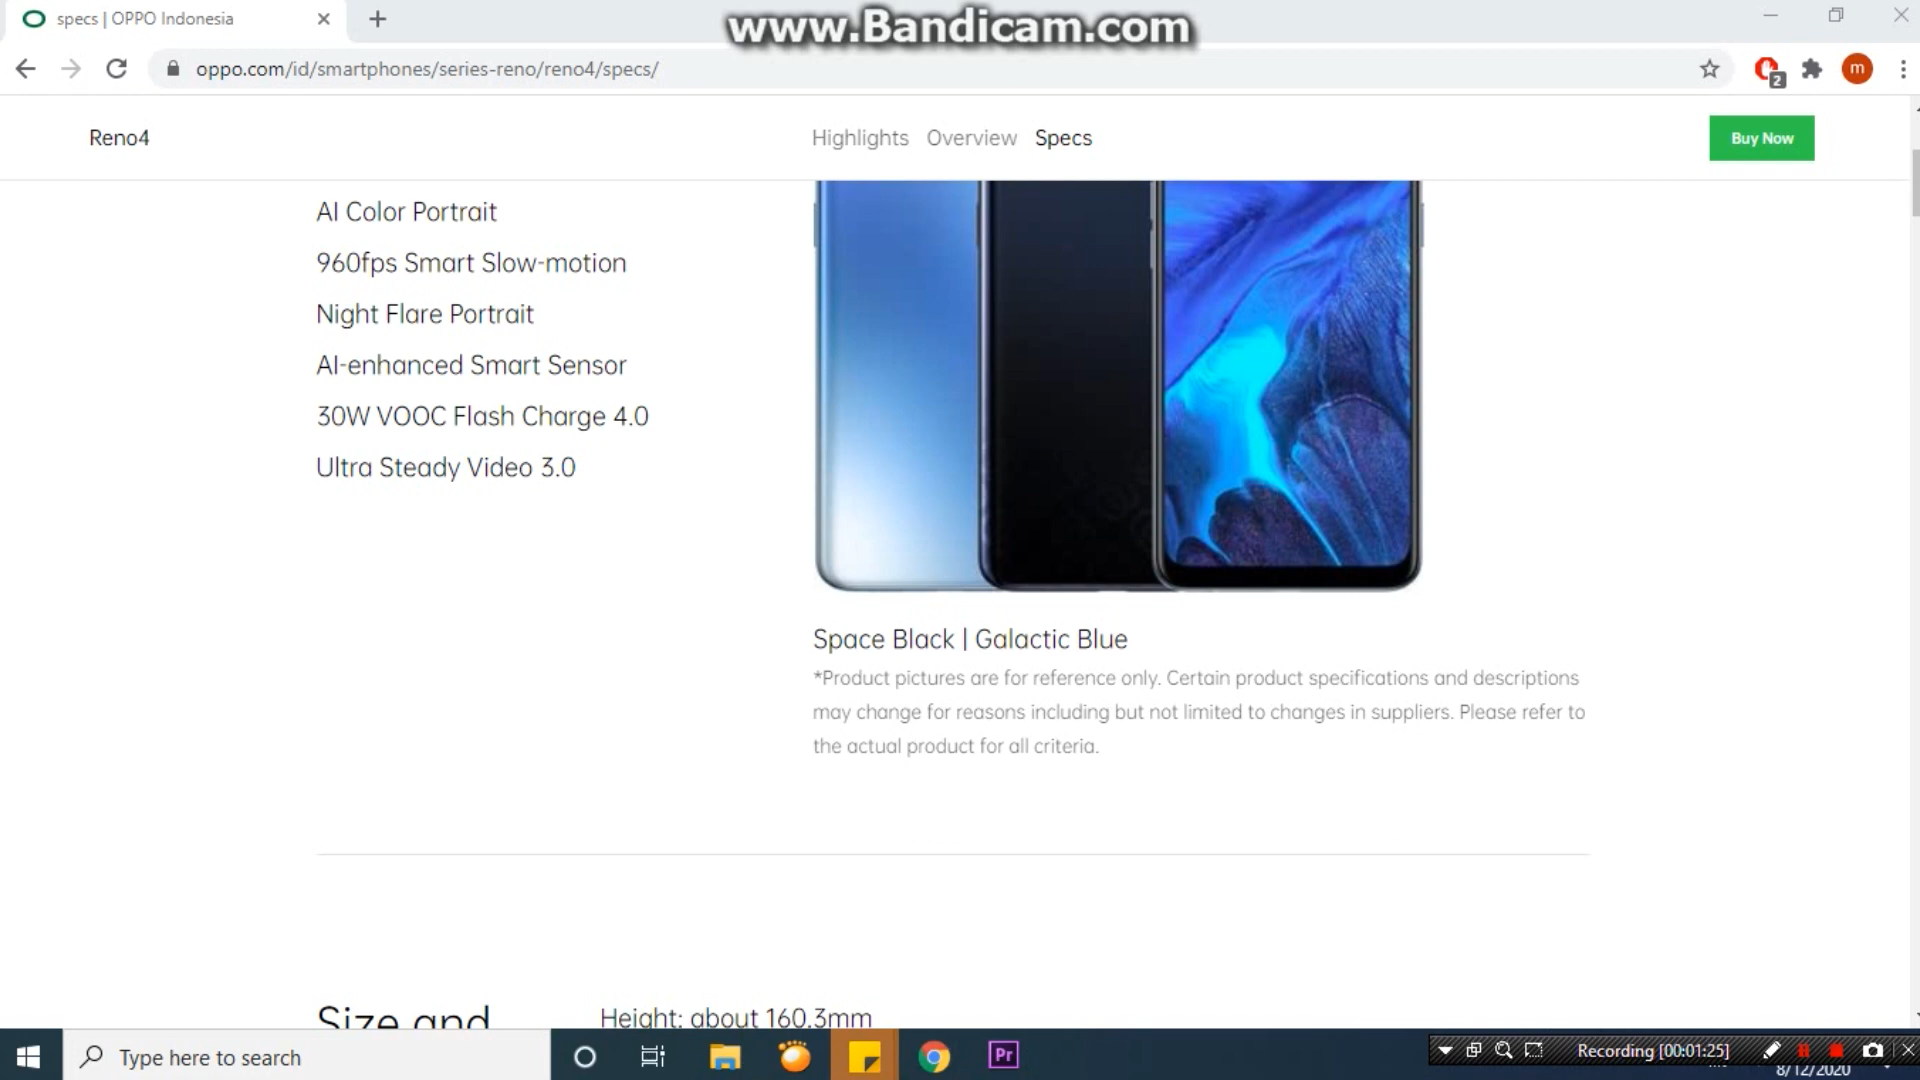 specs | OPPO Indonesia
www.Bandicam.com
oppo.com/id/smartphones/series-reno/reno4/specs/
2
m
Reno4
Highlights Overview Specs
Buy Now
AI Color Portrait
960fps Smart Slow-motion
Night Flare Portrait
AI-enhanced Smart Sensor
30W VOOC Flash Charge 4.0
Ultra Steady Video 3.0
Space Black | Galactic Blue
*Product pictures are for reference only. Certain product specifications and descriptions
may change for reasons including but not limited to changes in suppliers. Please refer to
the actual product for all criteria.
Size and
Height: about 160.3mm
Type here to search
Pr
Recording [00:01:25]
8/12/2020